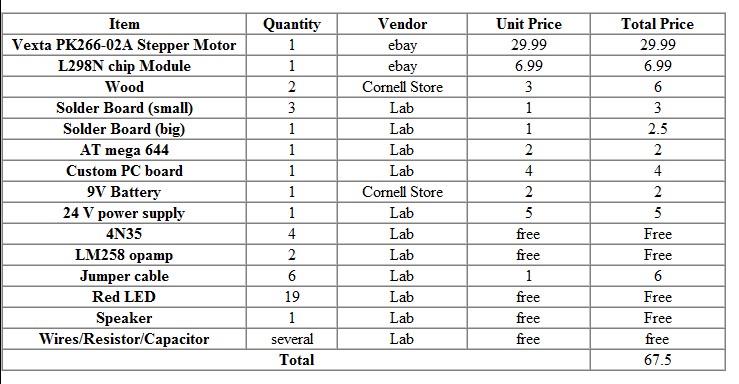 Item Quantity Vendor Unit Price Total Price
Vexta PK266-02A Stepper Motor 1 ebay 29.99 29.99
L298N chip Module 1 ebay 6.99 6.99
Wood 2 Cornell Store 3 6
Solder Board (small) 3 Lab 1 3
Solder Board (big) 1 Lab 1 2.5
AT mega 644 1 Lab 2 2
Custom PC board 1 Lab 4 4
9V Battery 1 Cornell Store 2 2
24 V power supply 1 Lab 5 5
4N35 4 Lab free Free
LM258 opamp 2 Lab free Free
Jumper cable 6 Lab 1 6
Red LED 19 Lab free Free
Speaker 1 Lab free Free
Wires/Resistor/Capacitor several Lab free free
Total 67.5